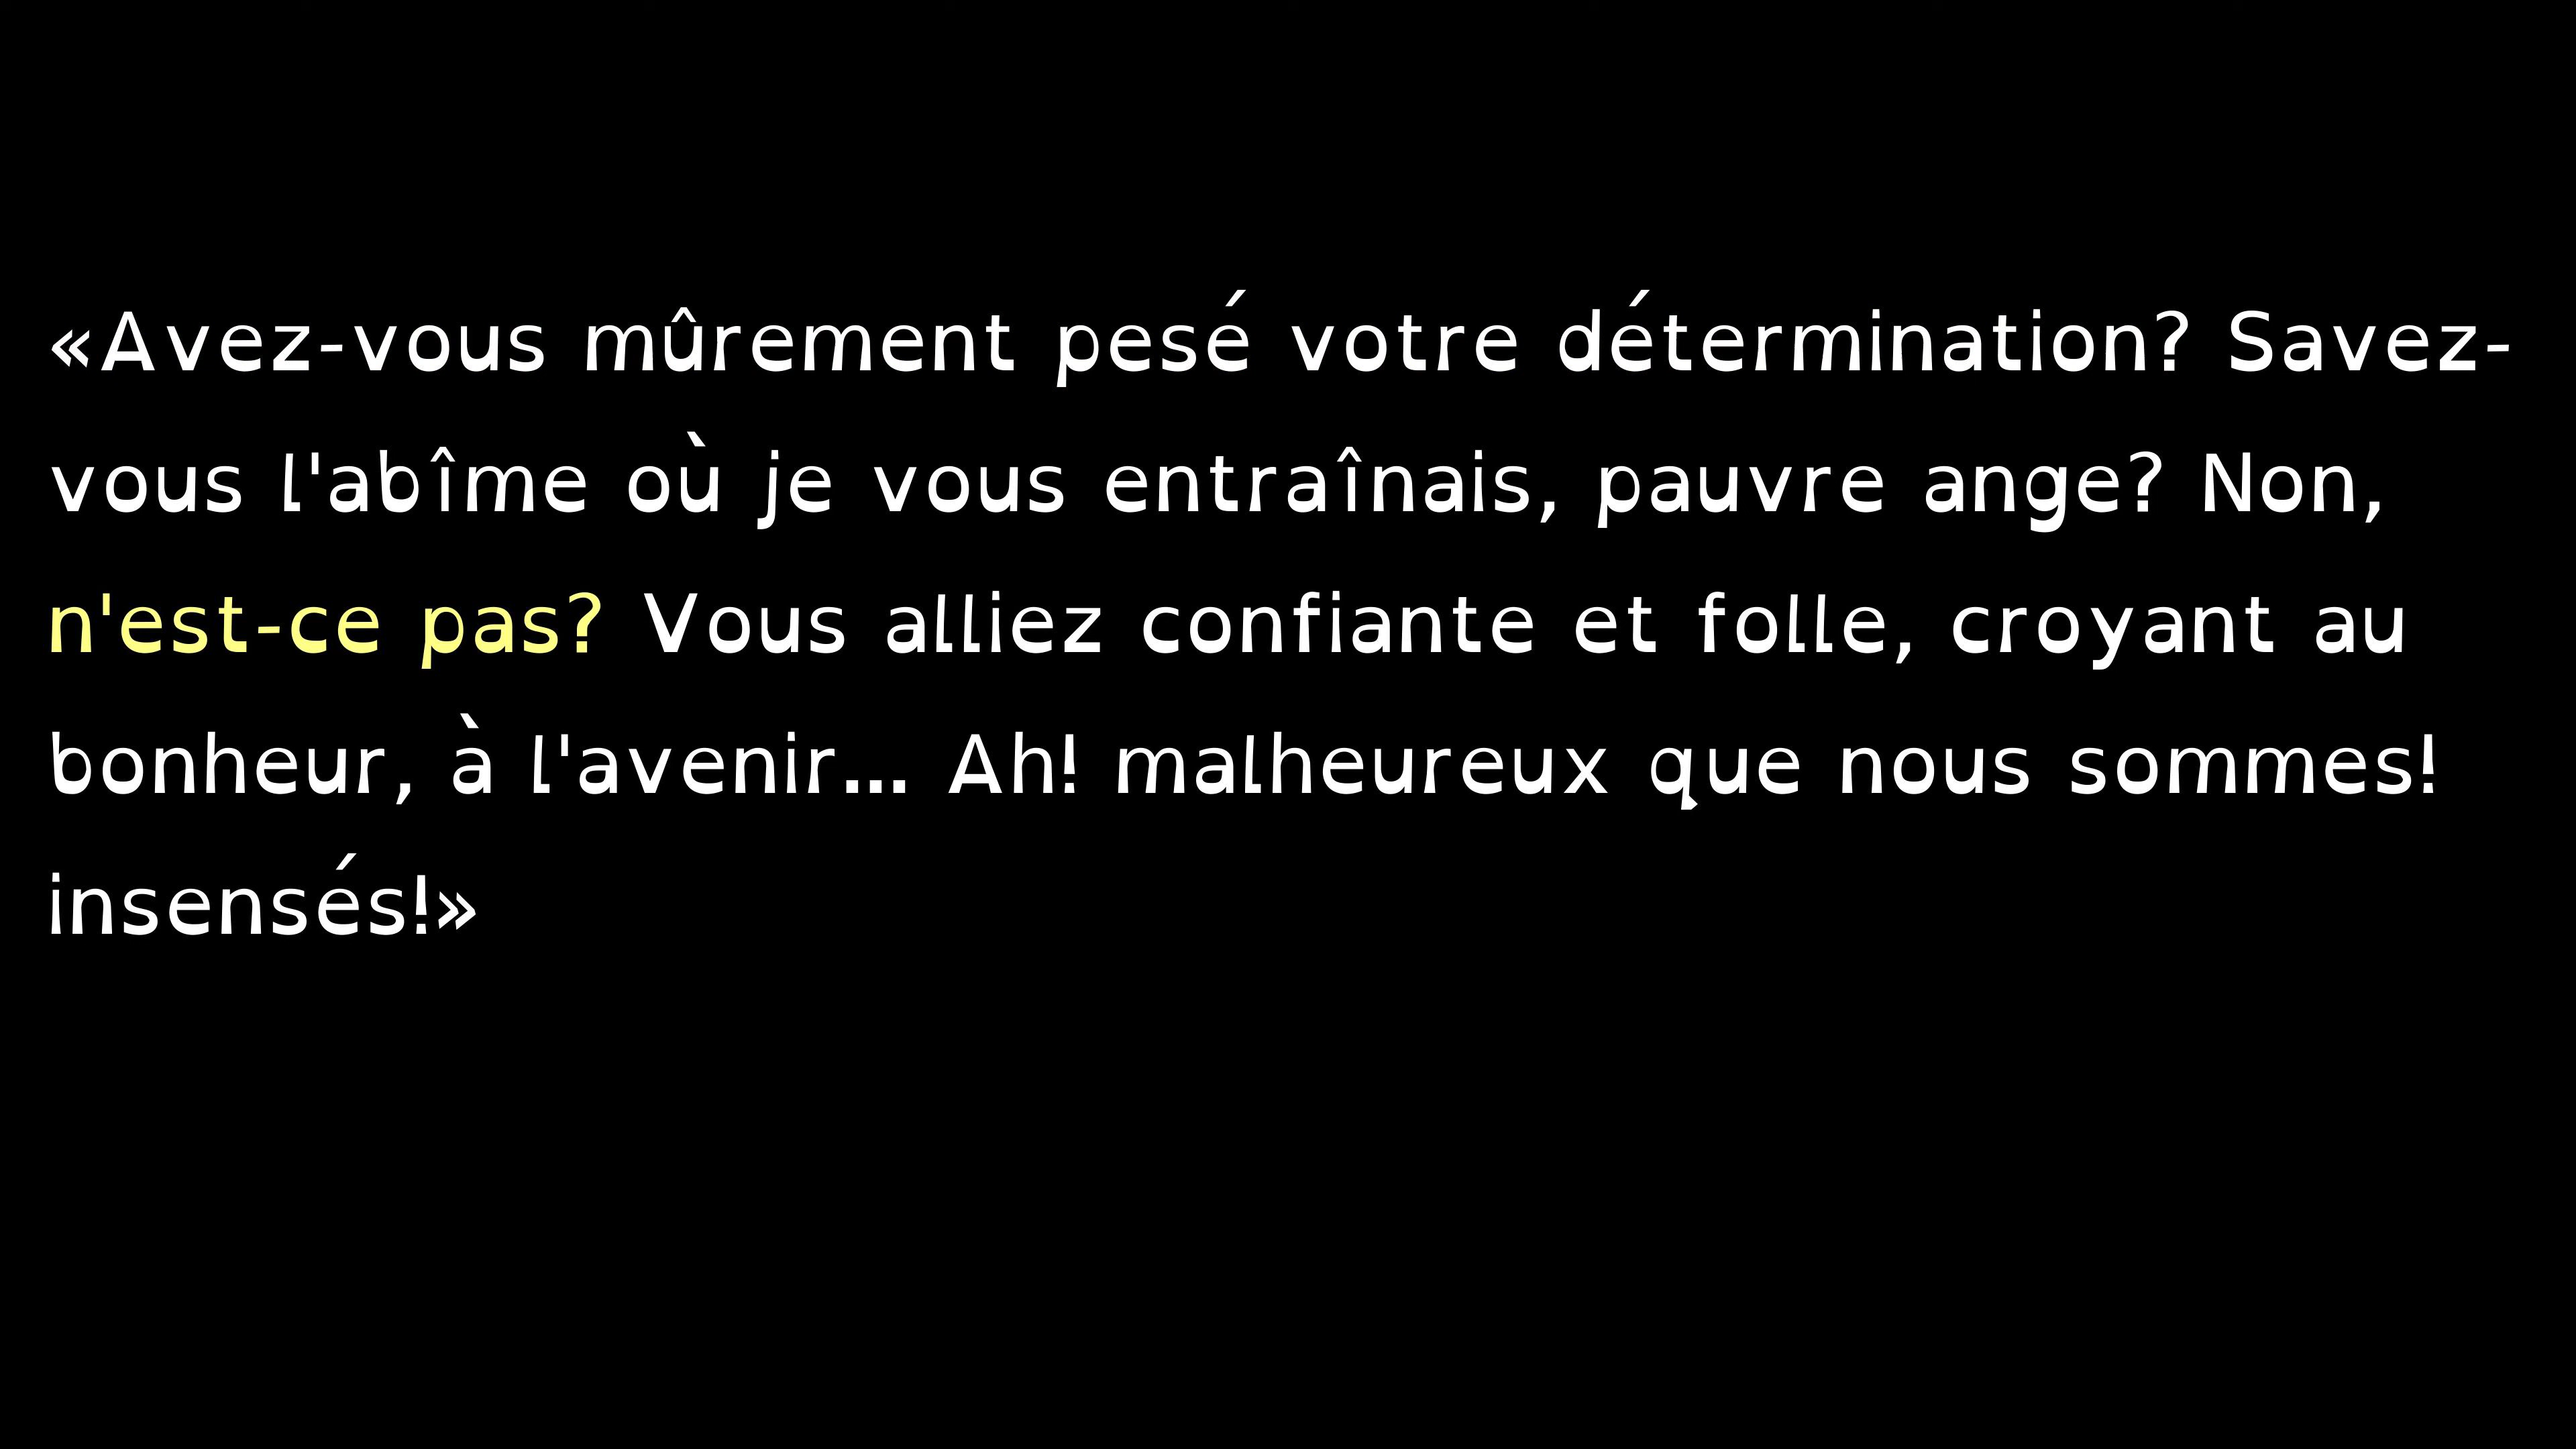 «Avez-vous mûrement pesé votre détermination? Savez-
vous l'abîme où je vous entraînais, pauvre ange? Non,
n'est-ce pas? Vous alliez confiante et folle, croyant au
bonheur, à l'avenir... Ah! malheureux que nous sommes!
insensés!»